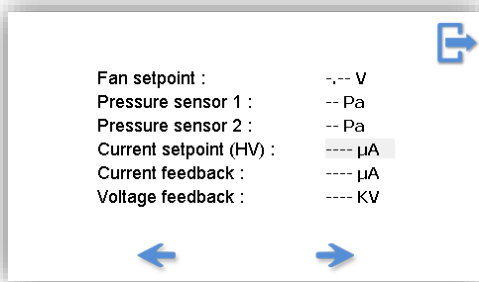 Fan setpoint : -.-- V
Pressure sensor 1 : -- Pa
Pressure sensor 2 : -- Pa
Current setpoint (HV) : ---- µA
Current feedback : ---- µA
Voltage feedback : ---- KV